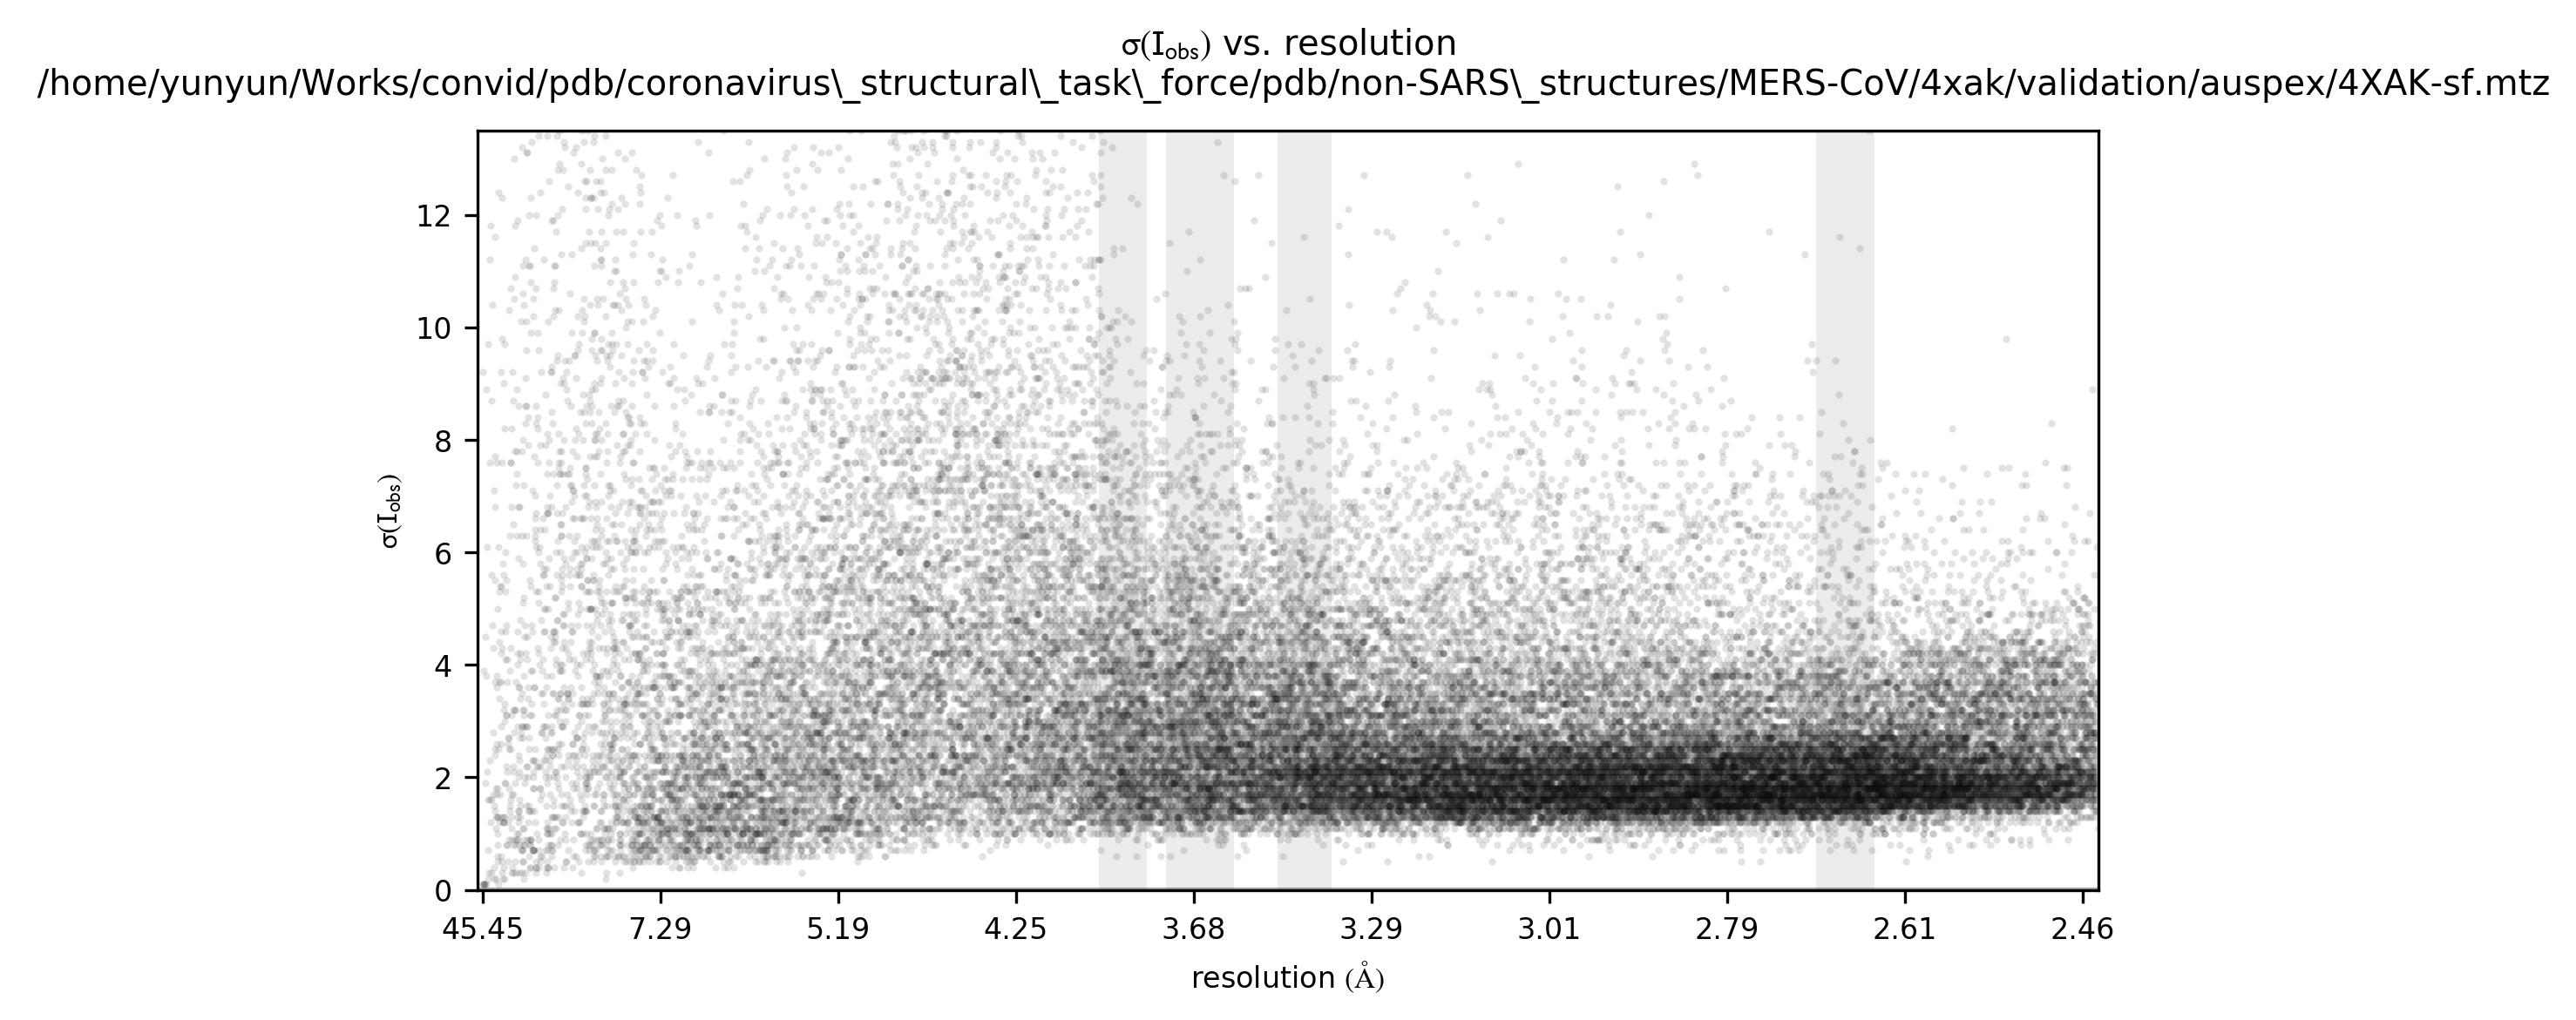 σ(I_obs) vs. resolution
/home/yunyun/Works/convid/pdb/coronavirus\_structural\_task\_force/pdb/non-SARS\_structures/MERS-CoV/4xak/validation/auspex/4XAK-sf.mtz
σ(I_obs)
12
10
8
6
4
2
0
45.45 7.29 5.19 4.25 3.68 3.29 3.01 2.79 2.61 2.46
resolution (Å)